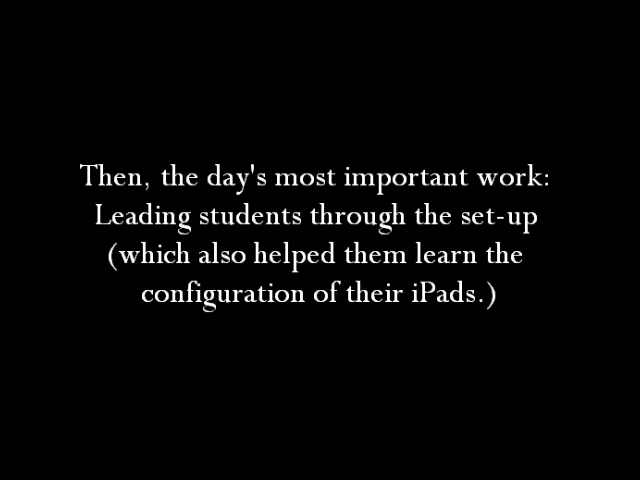 Then, the day's most important work:
Leading students through the set-up
(which also helped them learn the
configuration of their iPads.)